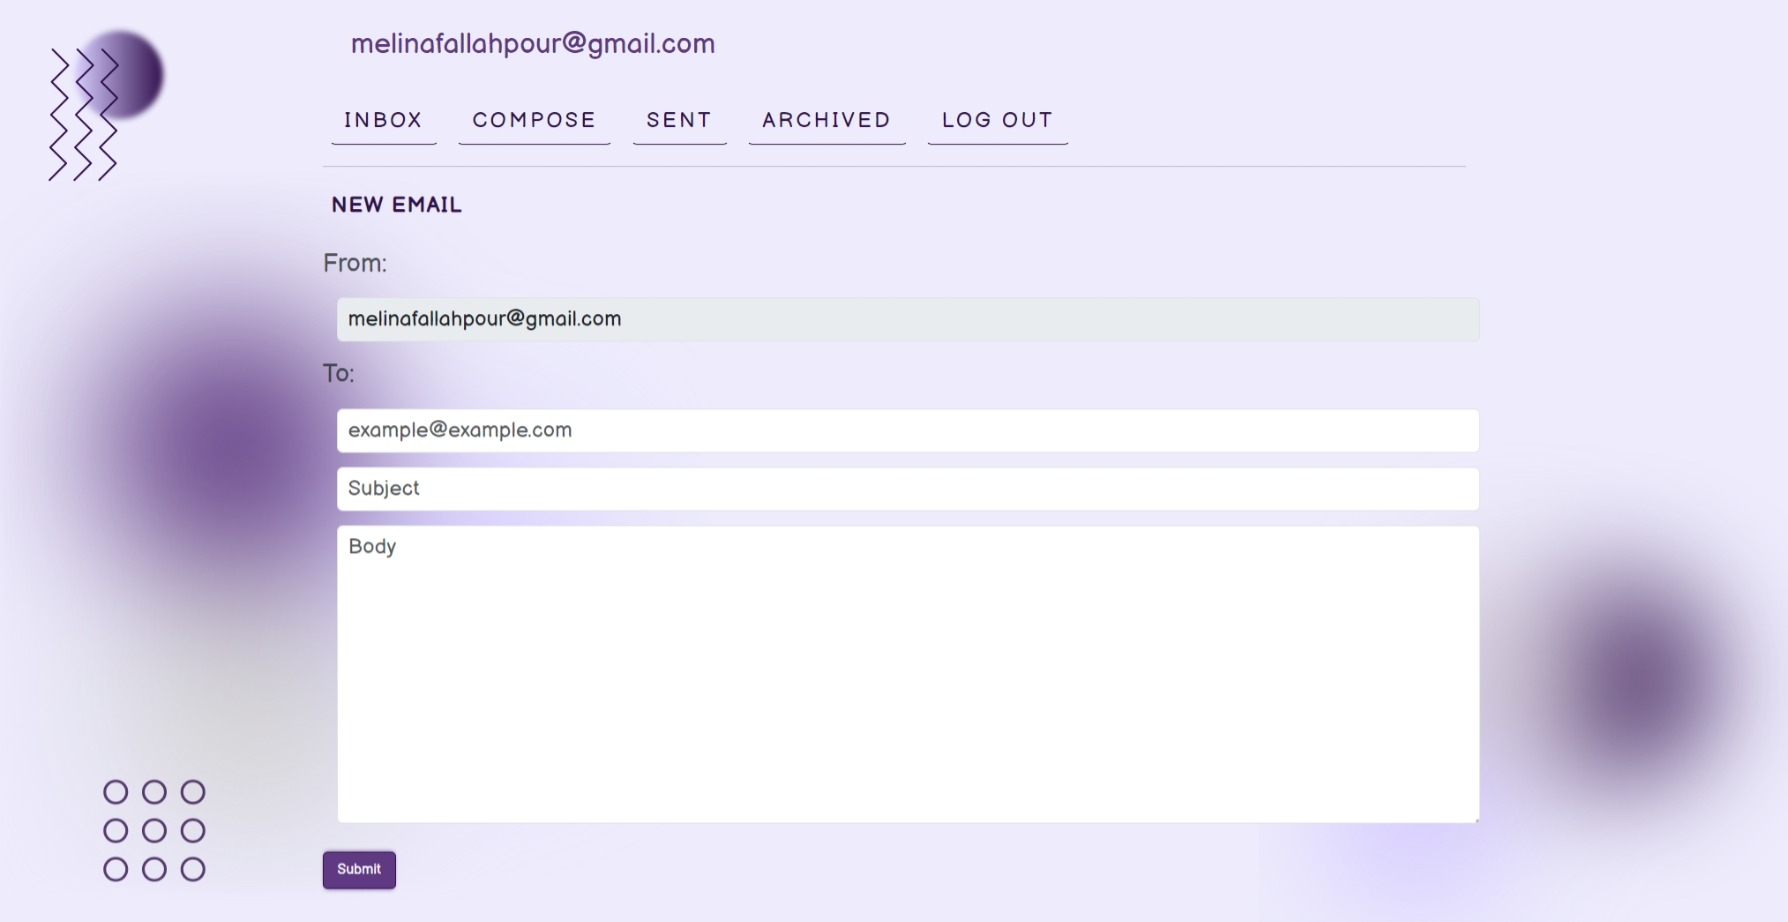 melinafallahpour@gmail.com
INBOX COMPOSE SENT ARCHIVED LOG OUT
NEW EMAIL
From:
melinafallahpour@gmail.com
To:
example@example.com
Subject
Body
Submit